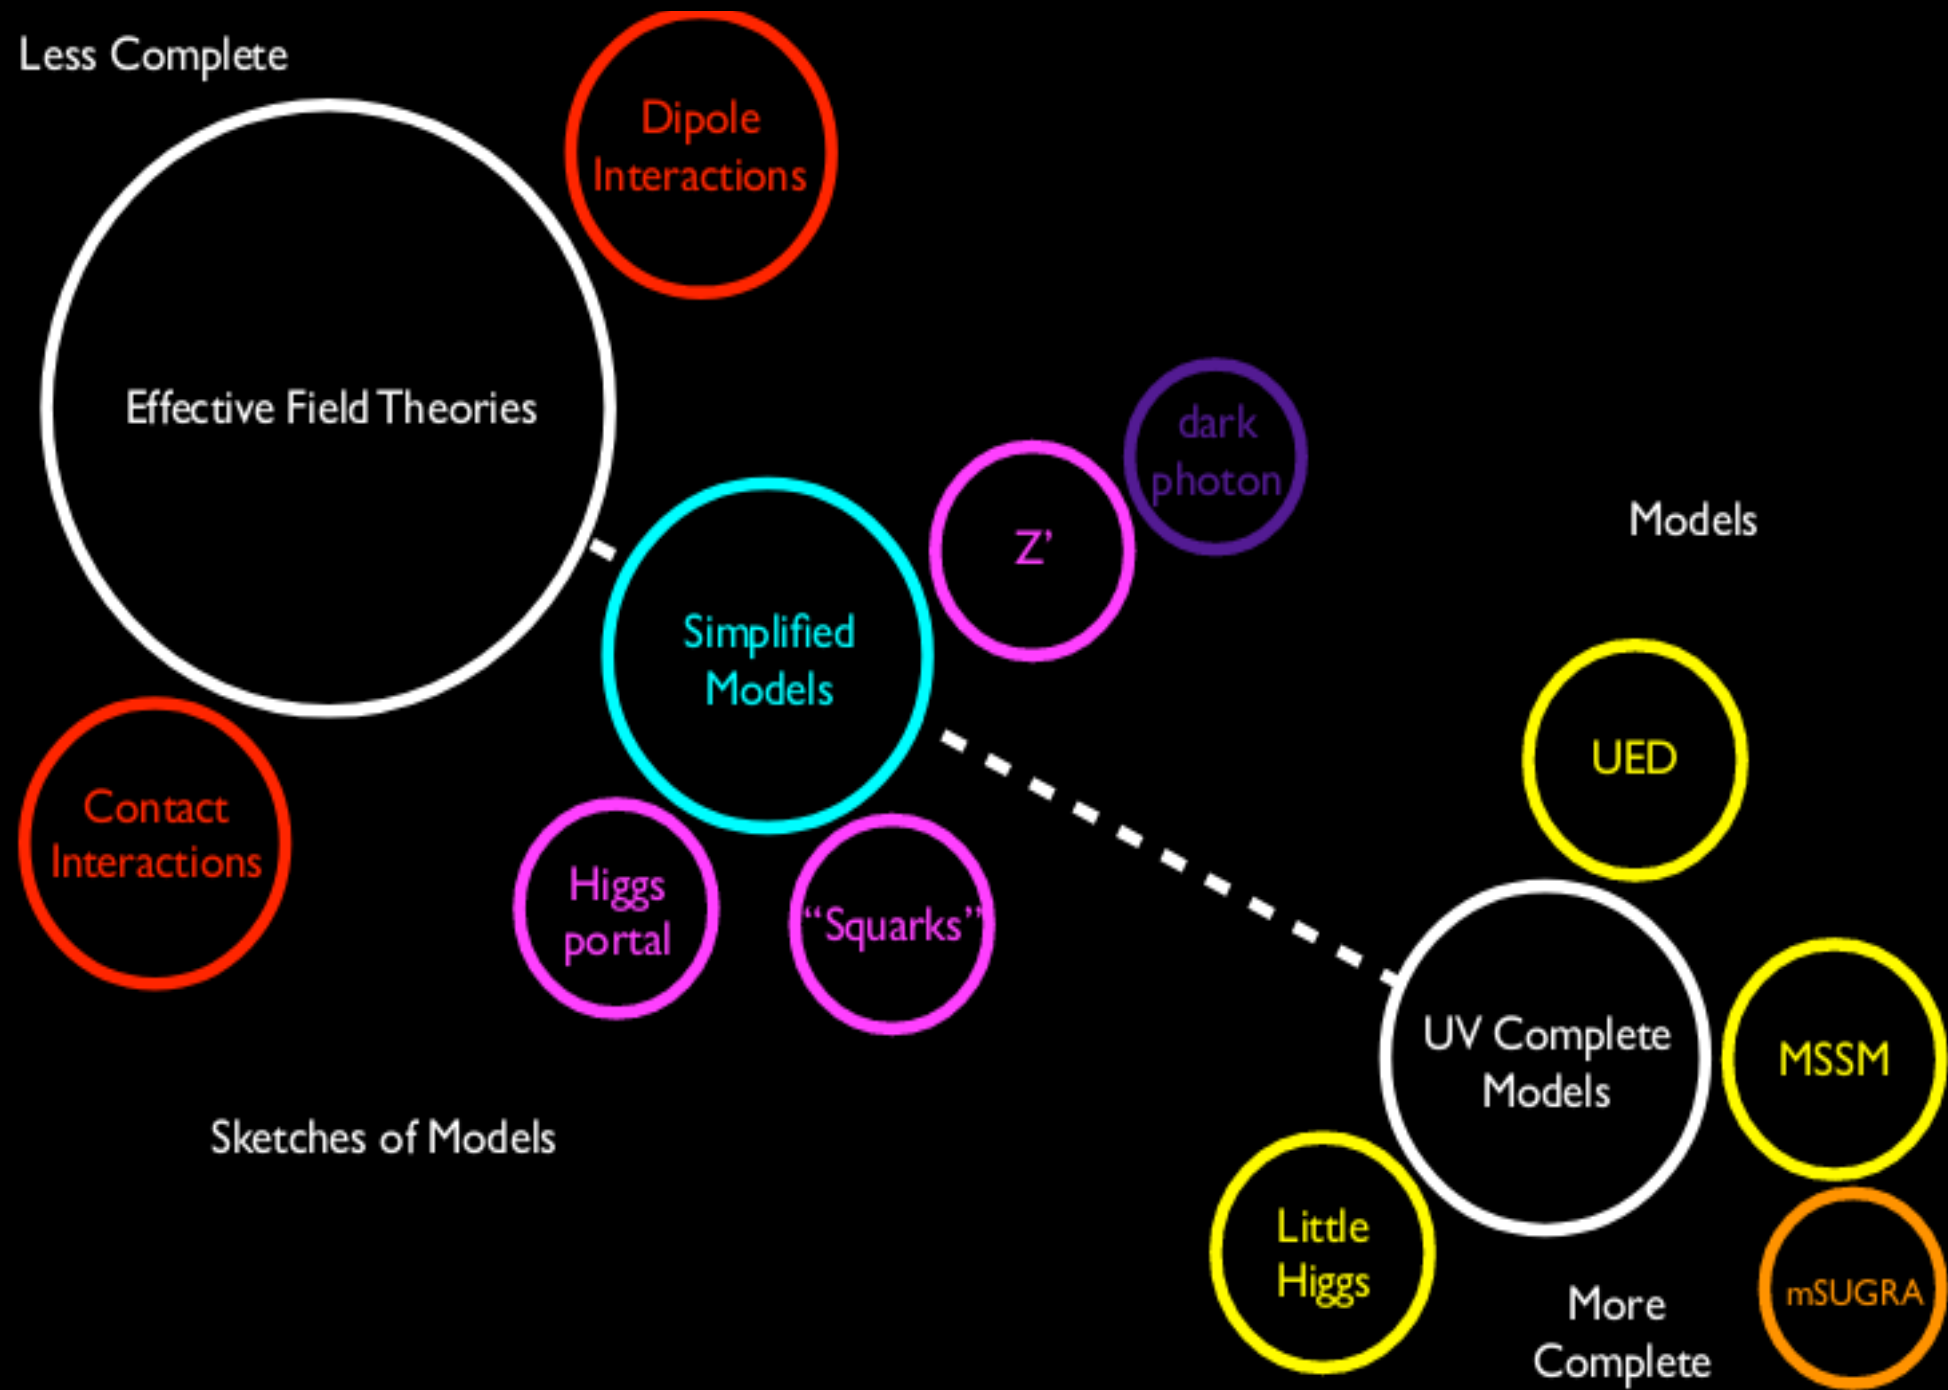 Less Complete
Dipole
Interactions
Effective Field Theories
dark
photon
Z’
Models
Simplified
Models
UED
Contact
Interactions
Higgs
portal
“Squarks”
UV Complete
Models
MSSM
Sketches of Models
Little
Higgs
mSUGRA
More
Complete